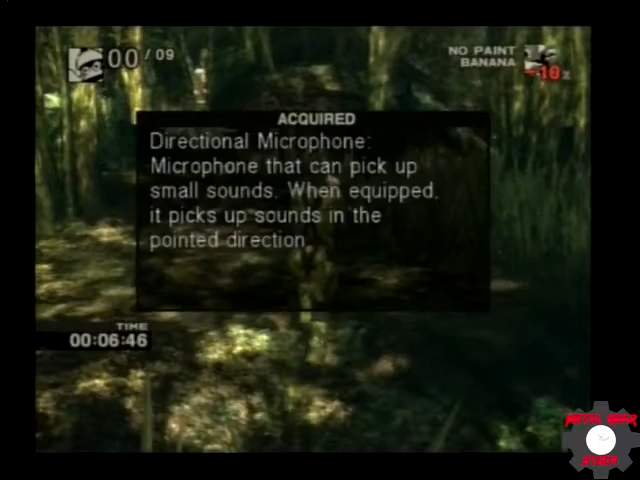 00/09
NO PAINT
BANANA
-10x
ACQUIRED
Directional Microphone:
Microphone that can pick up
small sounds. When equipped,
it picks up sounds in the
pointed direction.
TIME
00:06:46
METAL GEAR